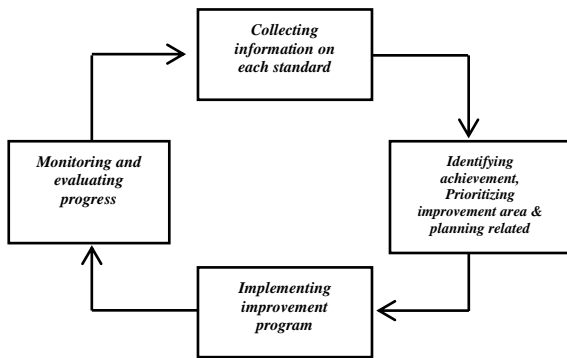 Collecting
information on
each standard
Identifying
achievement,
Prioritizing
improvement area &
planning related
Implementing
improvement
program
Monitoring and
evaluating
progress